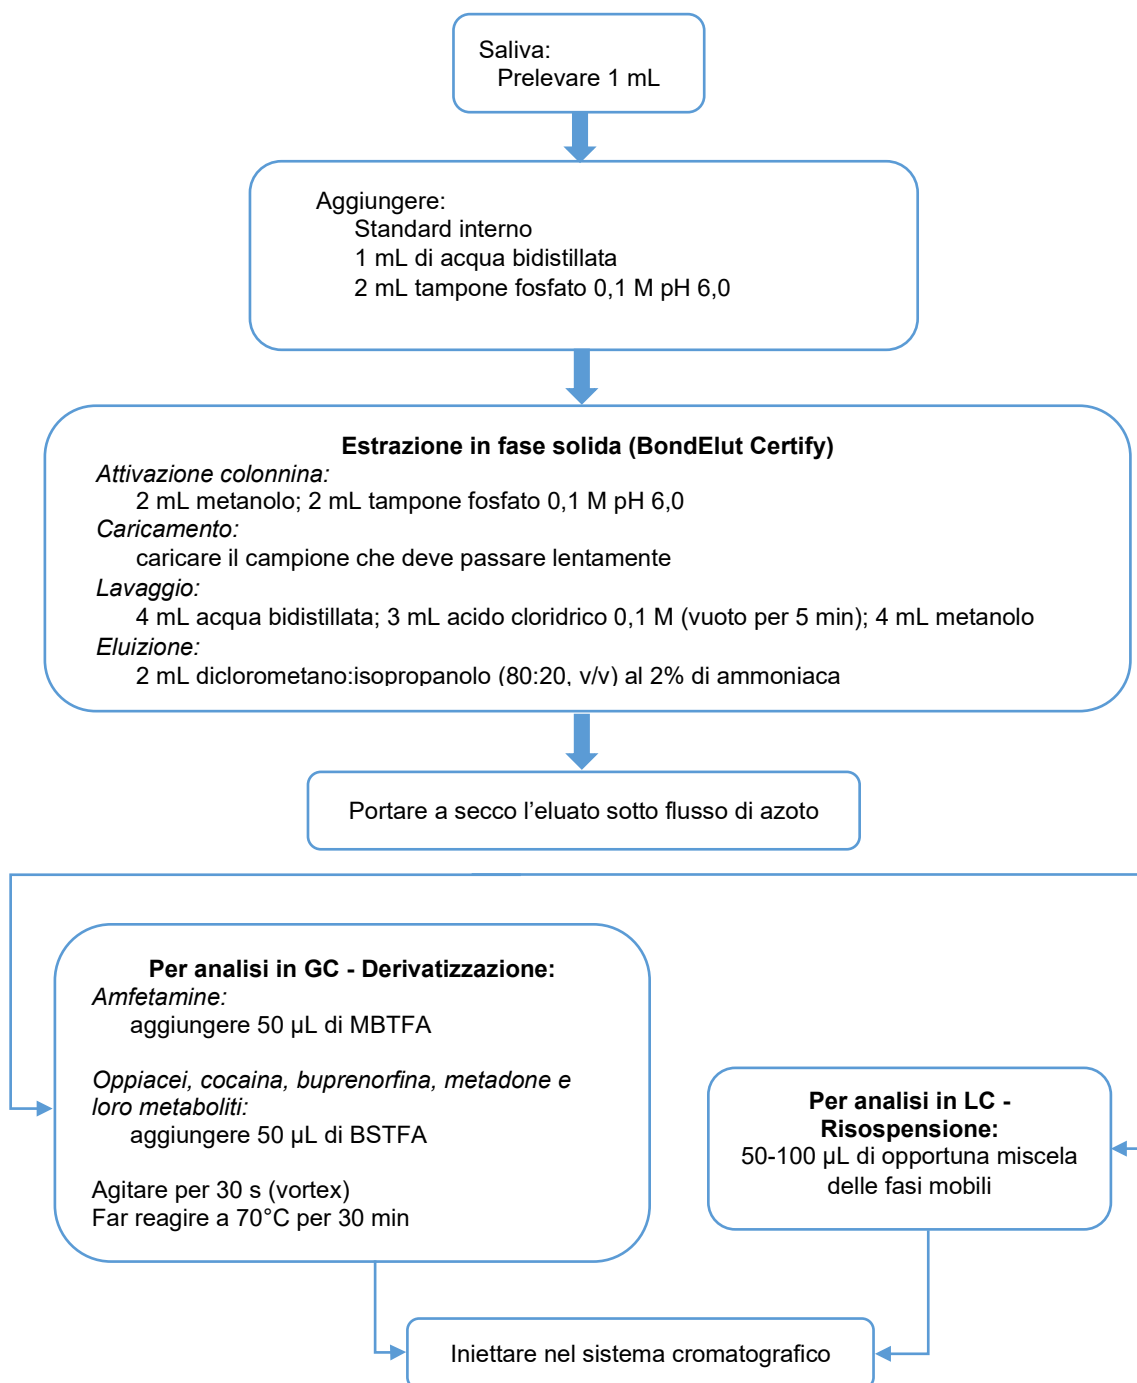 Saliva:
Prelevare 1 mL
Aggiungere:
Standard interno
1 mL di acqua bidistillata
2 mL tampone fosfato 0,1 M pH 6,0
Estrazione in fase solida (BondElut Certify)
Attivazione colonnina:
2 mL metanolo; 2 mL tampone fosfato 0,1 M pH 6,0
Caricamento:
caricare il campione che deve passare lentamente
Lavaggio:
4 mL acqua bidistillata; 3 mL acido cloridrico 0,1 M (vuoto per 5 min); 4 mL metanolo
Eluizione:
2 mL diclorometano:isopropanolo (80:20, v/v) al 2% di ammoniaca
Portare a secco l’eluato sotto flusso di azoto
Per analisi in GC - Derivatizzazione:
Amfetamine:
aggiungere 50 µL di MBTFA
Oppiacei, cocaina, buprenorfina, metadone e
loro metaboliti:
aggiungere 50 µL di BSTFA
Agitare per 30 s (vortex)
Far reagire a 70°C per 30 min
Per analisi in LC -
Risospensione:
50-100 µL di opportuna miscela
delle fasi mobili
Iniettare nel sistema cromatografico